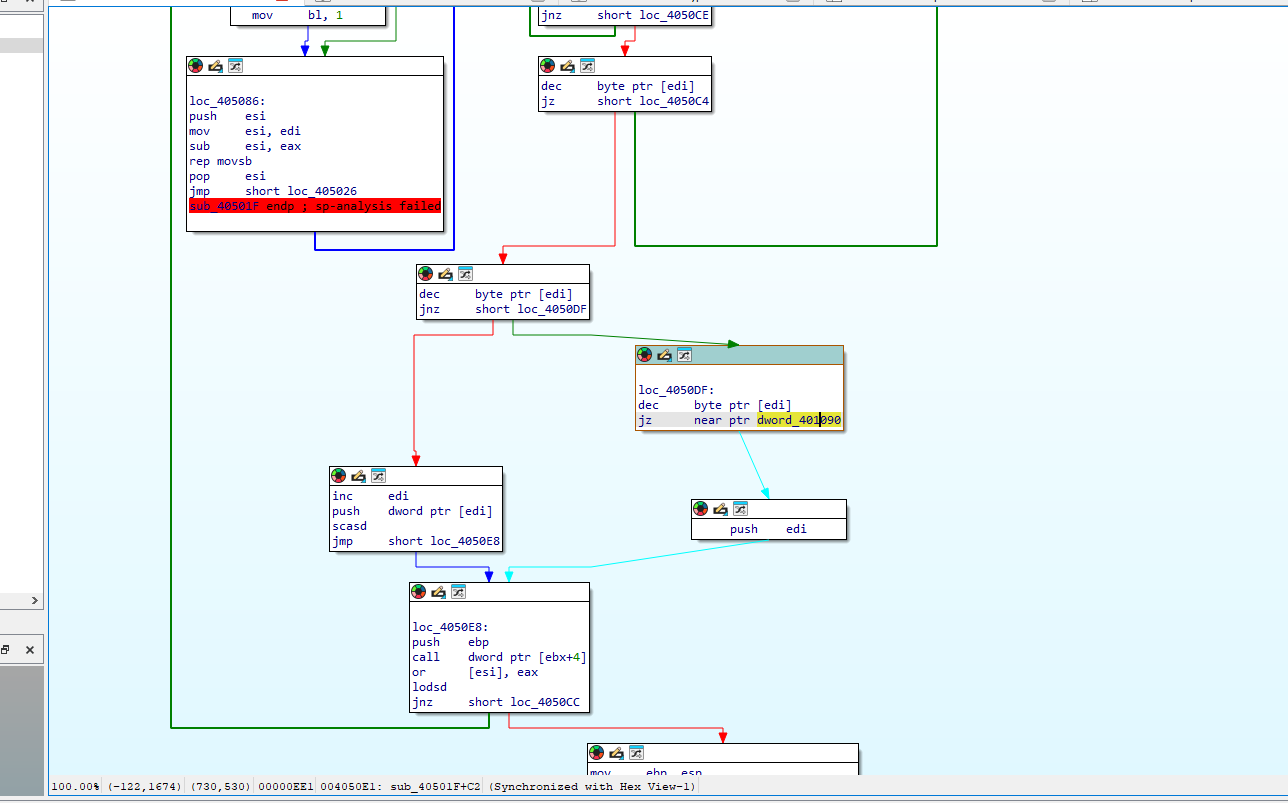 mov bl, 1
jnz short loc_4050CE
dec byte ptr [edi]
jz short loc_4050C4
loc_405086:
push esi
mov esi, edi
sub esi, eax
rep movsb
pop esi
jmp short loc_405026
sub_40501F endp ; sp-analysis failed
dec byte ptr [edi]
jnz short loc_4050DF
loc_4050DF:
dec byte ptr [edi]
jz near ptr dword_401090
inc edi
push dword ptr [edi]
scasd
jmp short loc_4050E8
push edi
loc_4050E8:
push ebp
call dword ptr [ebx+4]
or [esi], eax
lodsd
jnz short loc_4050CC
mov ebp, esp
100.00% (-122,1674) (730,530) 00000EE1 004050E1: sub_40501F+C2 (Synchronized with Hex View-1)